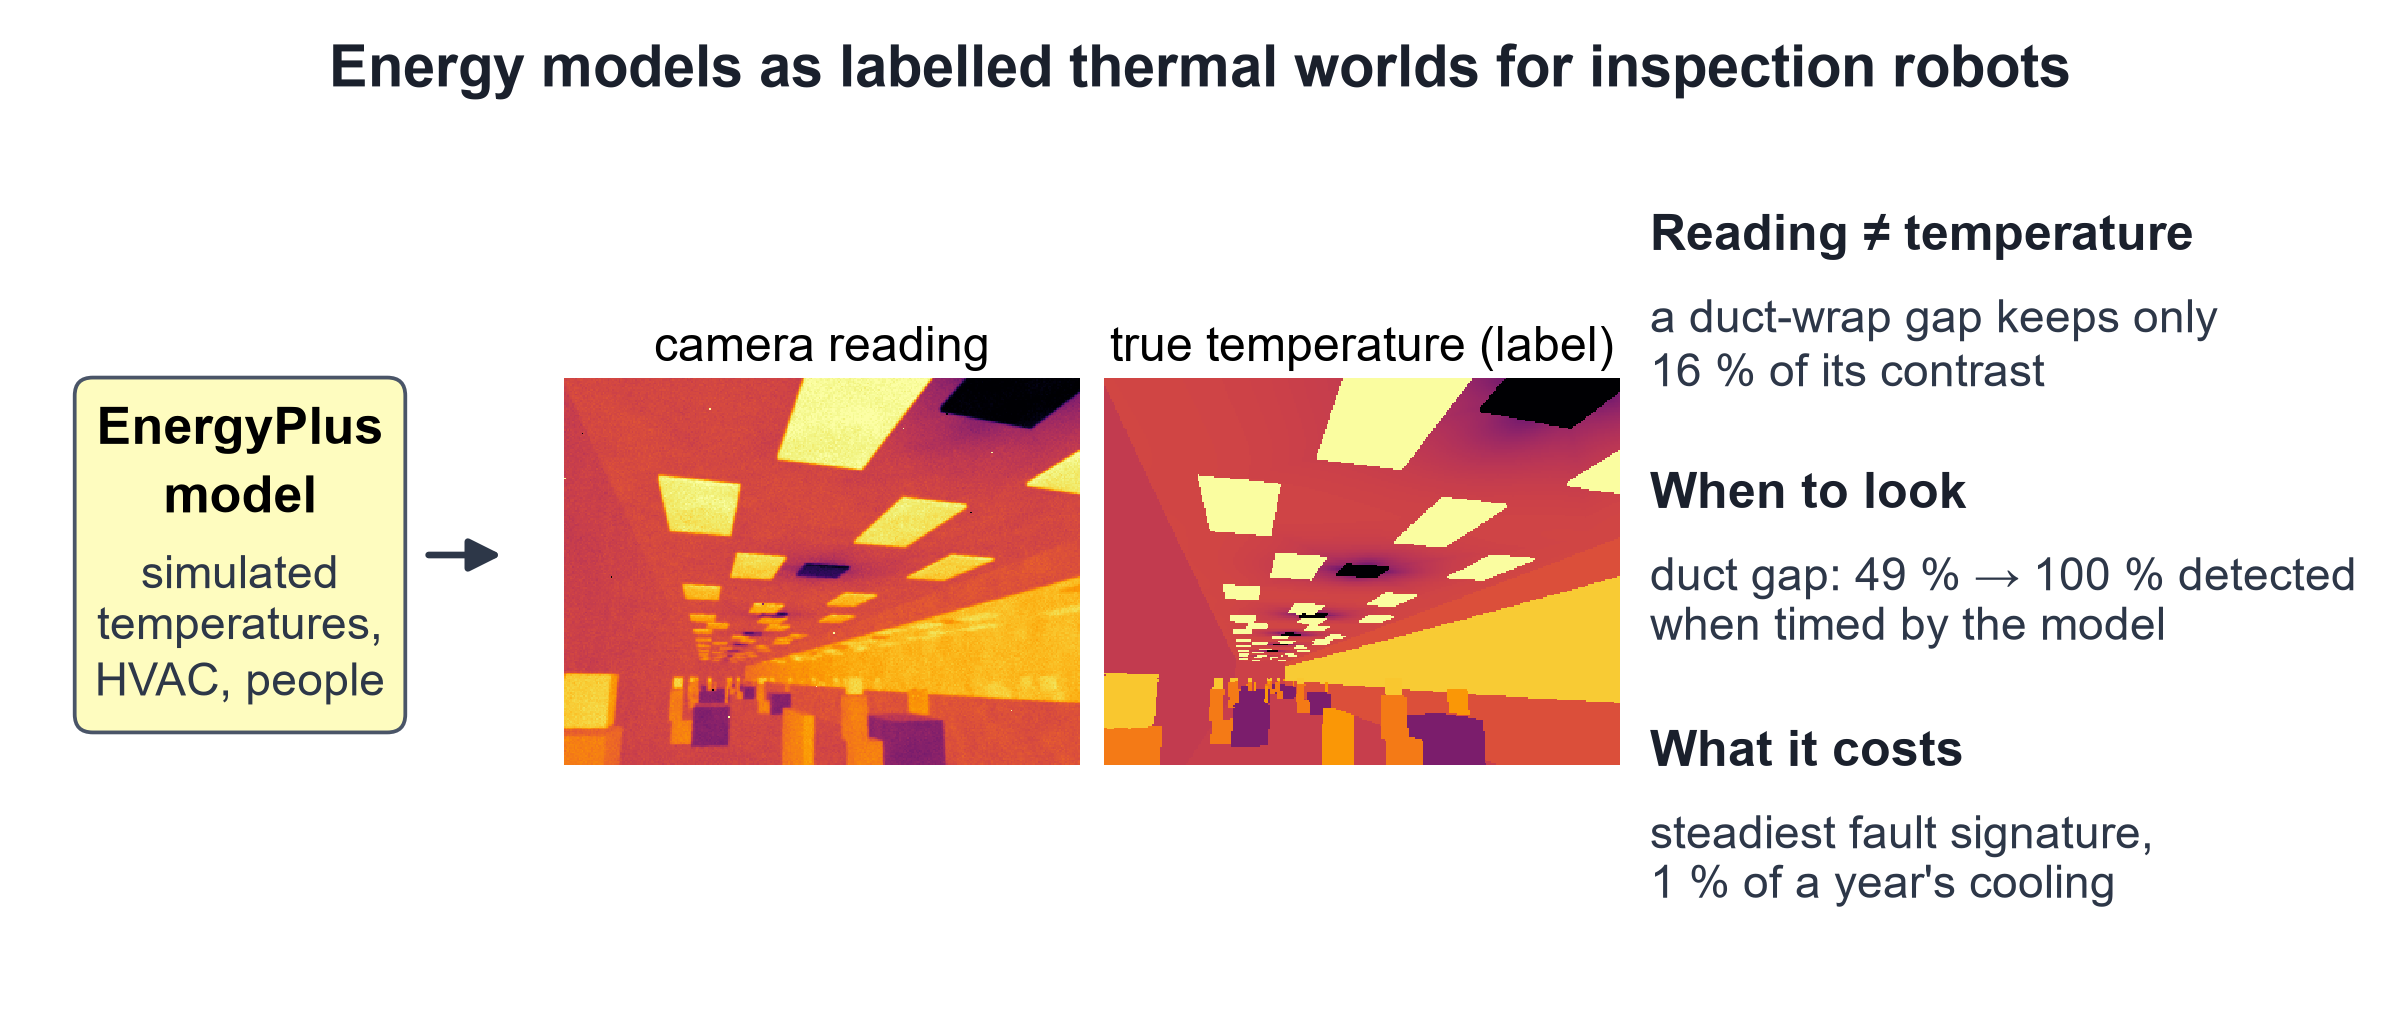 Energy models as labelled thermal worlds for inspection robots
EnergyPlus
model
simulated
temperatures,
HVAC, people
camera reading
true temperature (label)
Reading ≠ temperature
a duct-wrap gap keeps only
16 % of its contrast
When to look
duct gap: 49 % → 100 % detected
when timed by the model
What it costs
steadiest fault signature,
1 % of a year's cooling